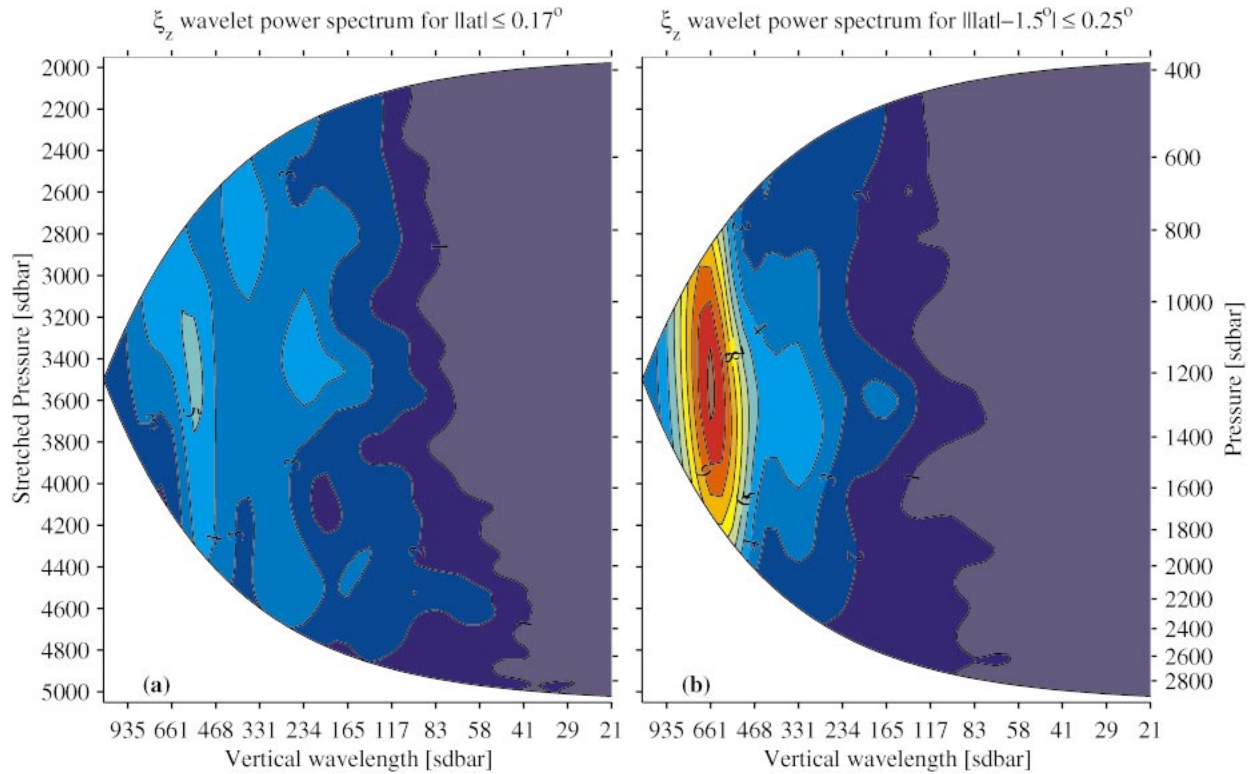 ξz wavelet power spectrum for ||lat| ≤ 0.17o
ξz wavelet power spectrum for |||lat|−1.5o| ≤ 0.25o
Stretched Pressure [sdbar]
2000
2200
2400
2600
2800
3000
3200
3400
3600
3800
4000
4200
4400
4600
4800
5000
(a)
935 661 468 331 234 165 117 83 58 41 29 21
Vertical wavelength [sdbar]
(b)
935 661 468 331 234 165 117 83 58 41 29 21
Vertical wavelength [sdbar]
400
600
800
1000
1200
1400
1600
1800
2000
2200
2400
2600
2800
Pressure [sdbar]